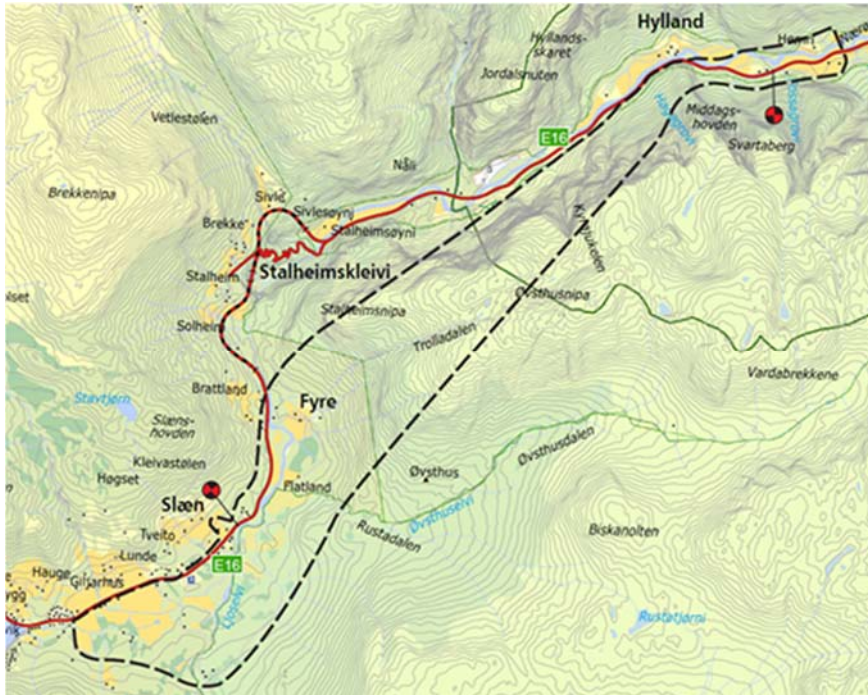 Hylland
Hyllands-
skaret
Jordalsnuten
Middags-
hovden
Svartaberg
E16
Vetlestølen
Nåli
Brekkenipa
Sivle
Sivlesøyni
Brekke
Stalheimsøyni
Stalheim
Stalheimskleivi
Solheim
Stalheimsnipa
Øvsthusnipa
Trolladalen
Vardabrekkene
Brattland
Fyre
Slæns-
hovden
Kleivastølen
Høgset
Øvsthus
Øvsthusdalen
Slæn
Flatland
Øvsthuselvi
Rustadalen
Biskanolten
Tveito
Lunde
E16
Hauge
Giljarhus
Rustatjørni